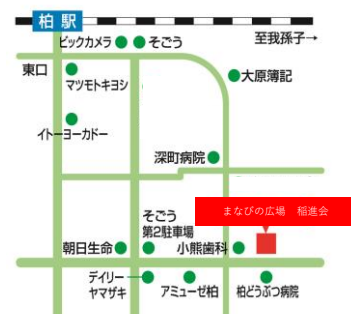 柏駅
ビックカメラ
そごう
至我孫子→
東口
マツモトキヨシ
大原簿記
イトーヨーカドー
深町病院
まなびの広場　稲進会
そごう
第2駐車場
朝日生命
小熊歯科
デイリー
ヤマザキ
アミューゼ柏
柏どうぶつ病院